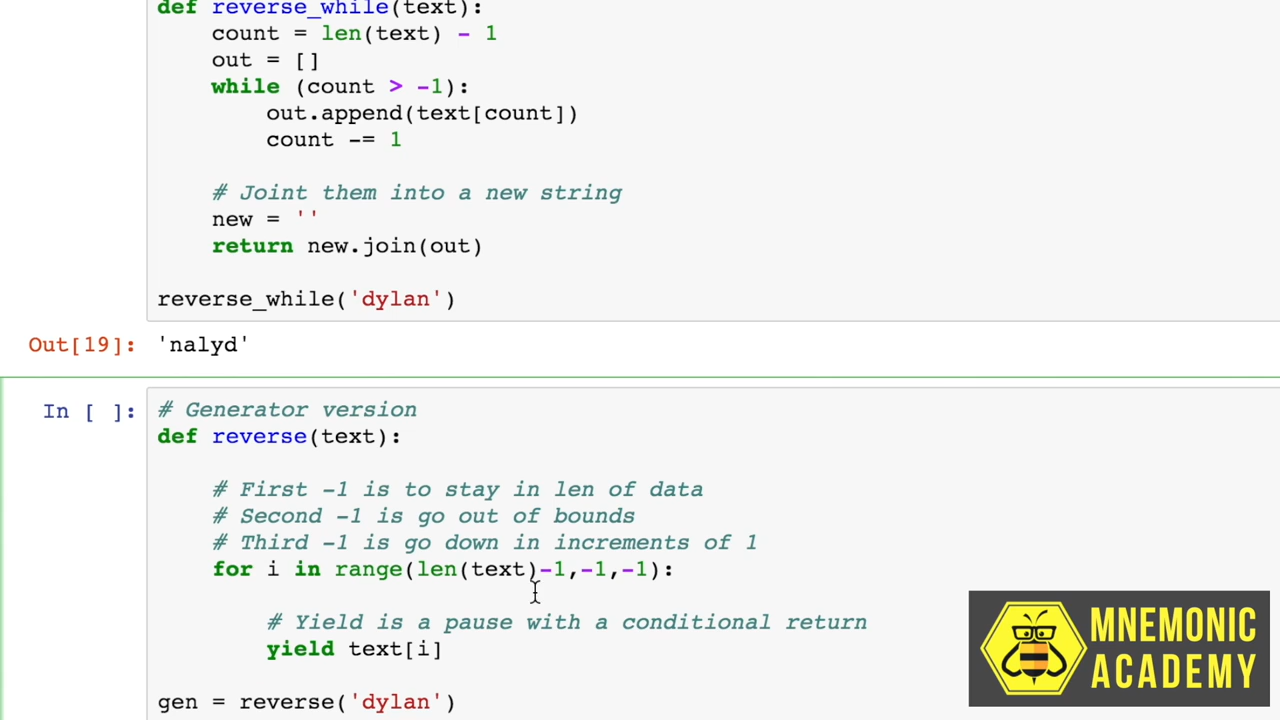 def reverse_while(text):
    count = len(text) - 1
    out = []
    while (count > -1):
        out.append(text[count])
        count -= 1
    # Joint them into a new string
    new = ''
    return new.join(out)
reverse_while('dylan')
Out[19]: 'nalyd'
In [ ]: # Generator version
def reverse(text):
    # First -1 is to stay in len of data
    # Second -1 is go out of bounds
    # Third -1 is go down in increments of 1
    for i in range(len(text)-1,-1,-1):
        # Yield is a pause with a conditional return
        yield text[i]
gen = reverse('dylan')
MNEMONIC
ACADEMY